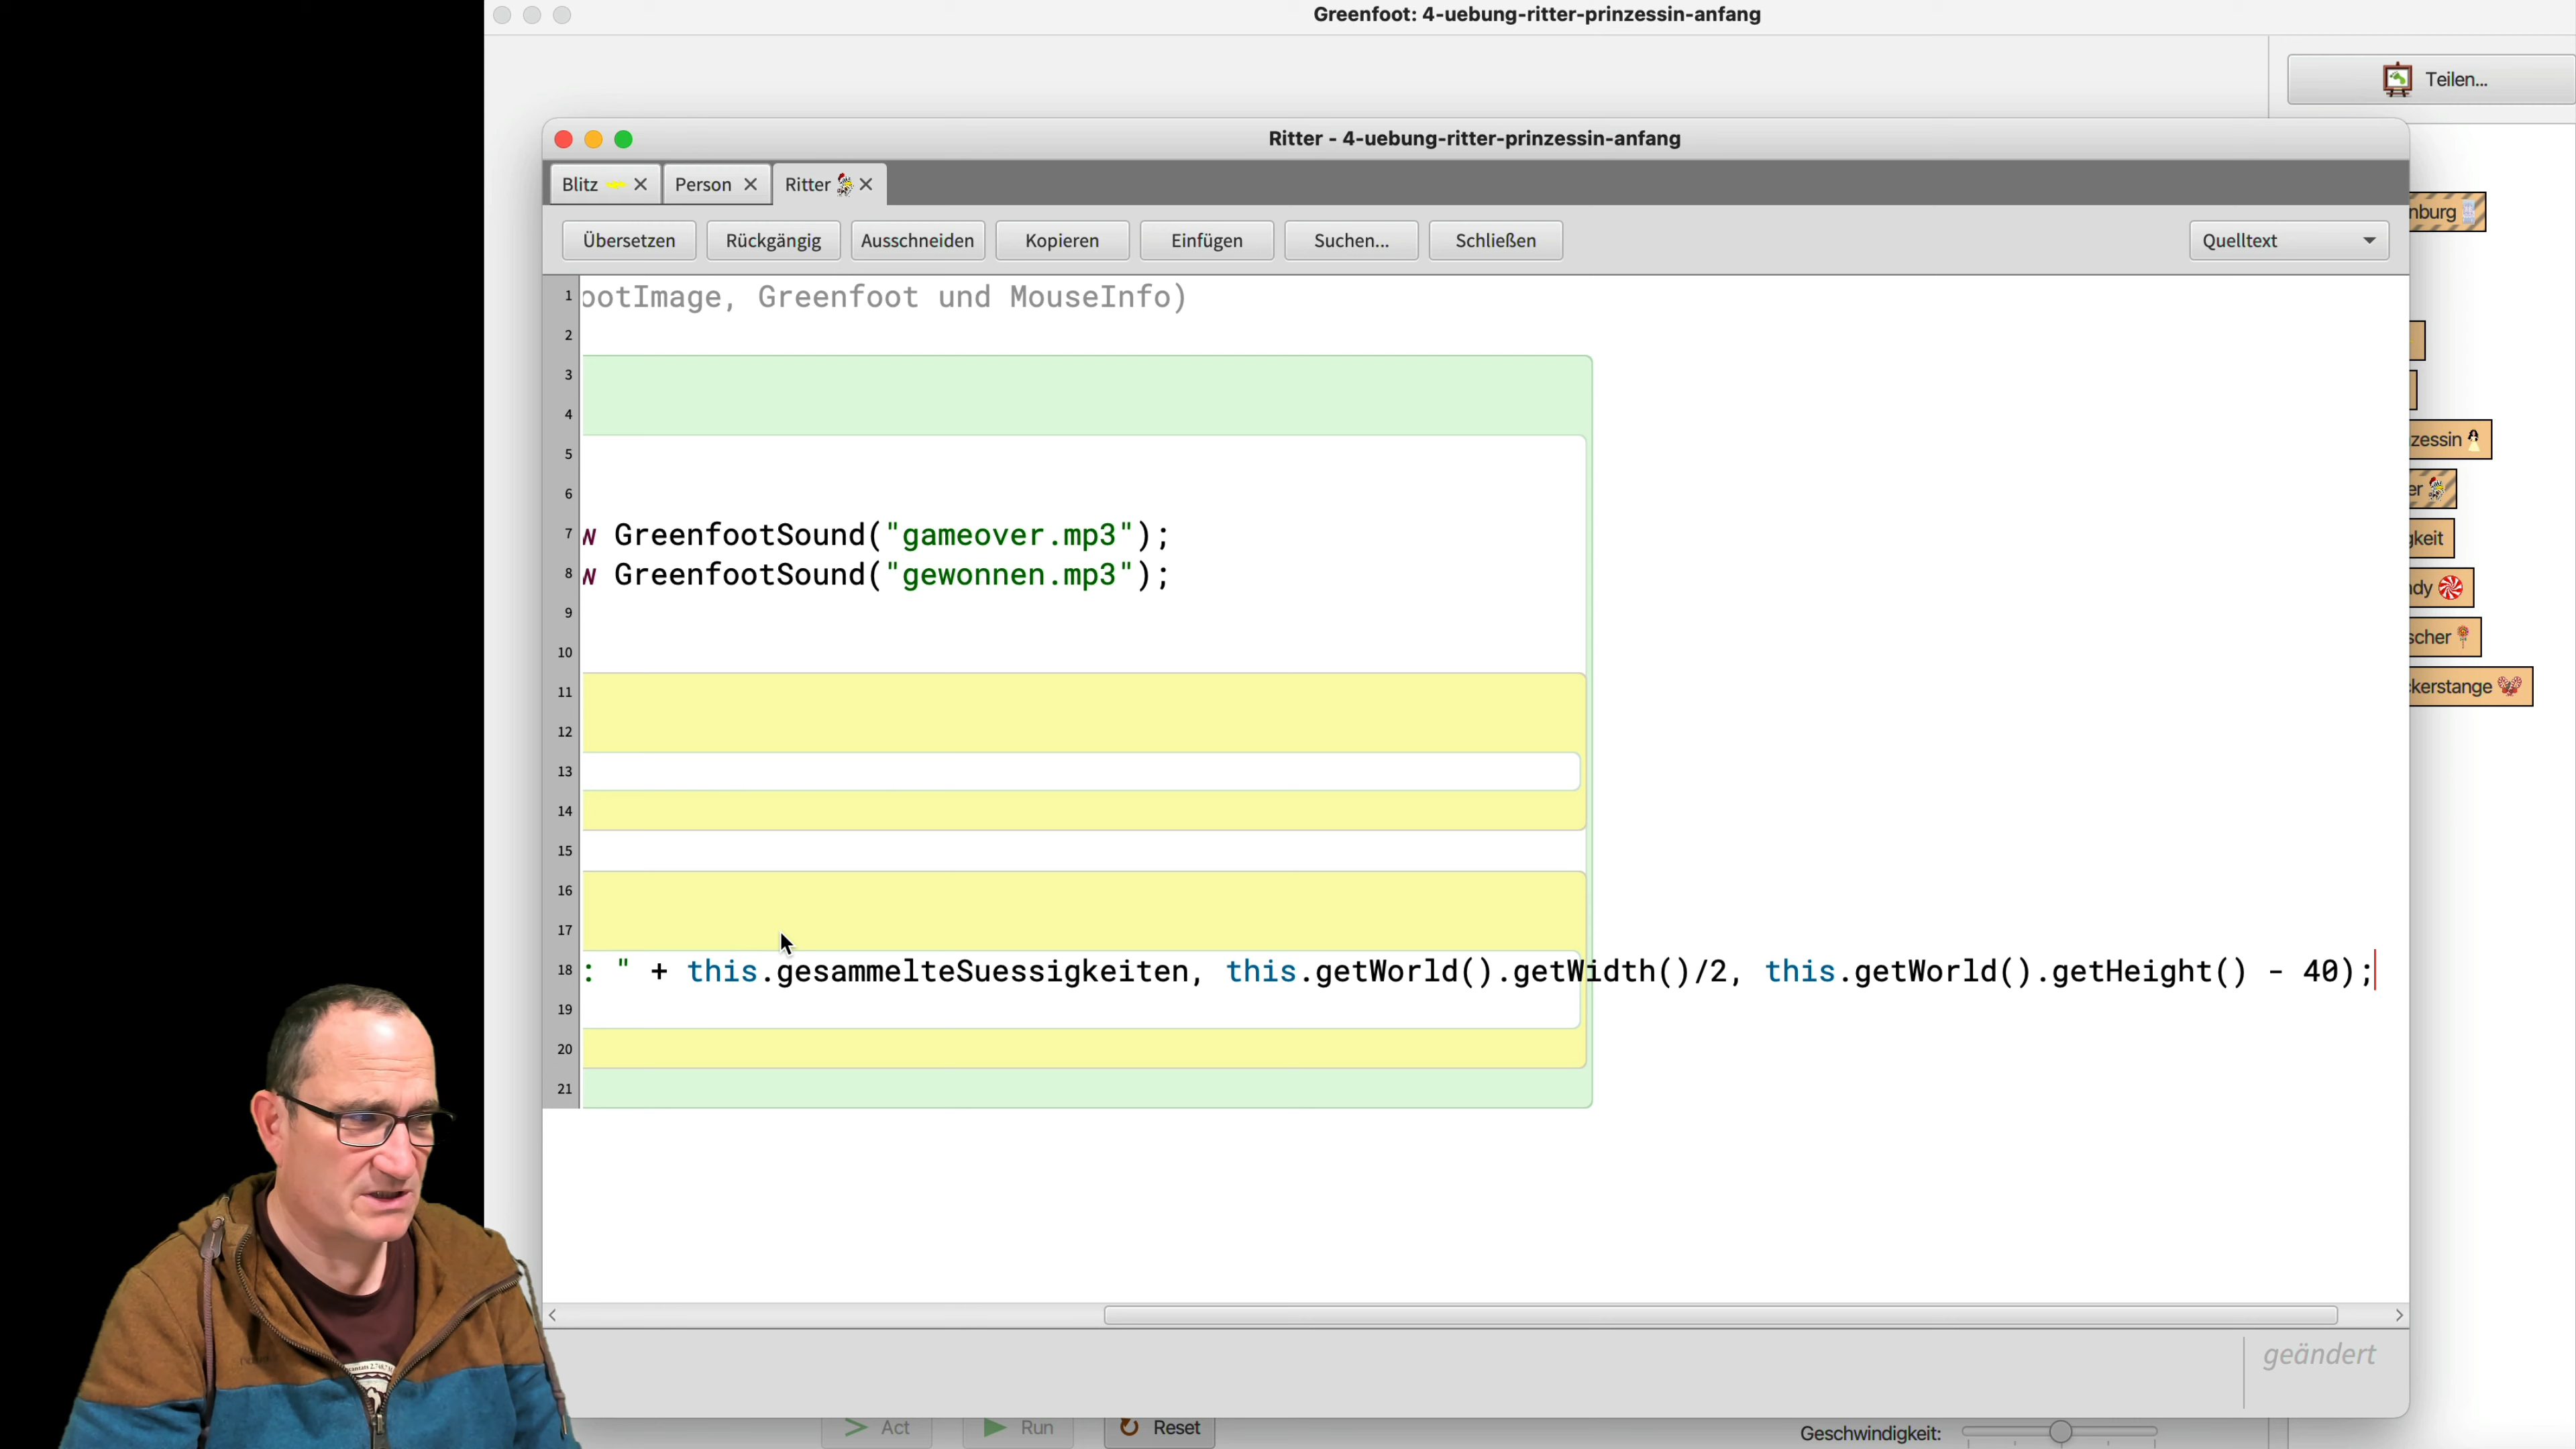 Greenfoot: 4-uebung-ritter-prinzessin-anfang
Teilen...
Ritter - 4-uebung-ritter-prinzessin-anfang
Blitz
Person
Ritter
Übersetzen
Rückgängig
Ausschneiden
Kopieren
Einfügen
Suchen...
Schließen
Quelltext
nburg
1 ootImage, Greenfoot und MouseInfo)
2
3
4
zessin
5
er
6
7 w GreenfootSound("gameover.mp3");
gkeit
8 w GreenfootSound("gewonnen.mp3");
ndy
9
scher
10
11
kerstange
12
13
14
15
16
17
18 : " + this.gesammelteSuessigkeiten, this.getWorld().getWidth()/2, this.getWorld().getHeight() - 40);
19
20
21
geändert
Act
Run
Reset
Geschwindigkeit: